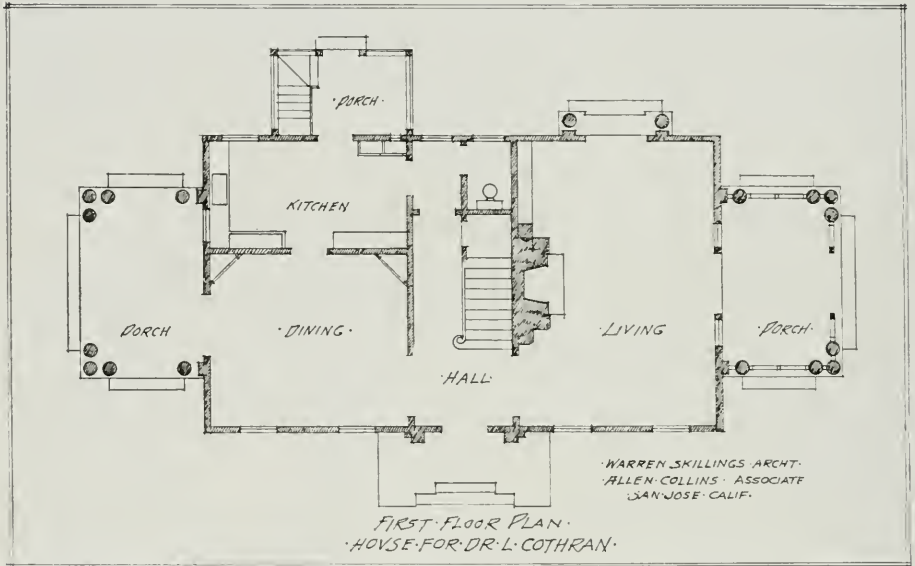 ·PORCH·
KITCHEN
PORCH
·DINING·
·LIVING
·PORCH·
·HALL·
·WARREN SKILLINGS·ARCHT·
·ALLEN·COLLINS· ASSOCIATE
·SAN·JOSE·CALIF·
FIRST·FLOOR PLAN·
·HOVSE·FOR·DR·L·COTHRAN·